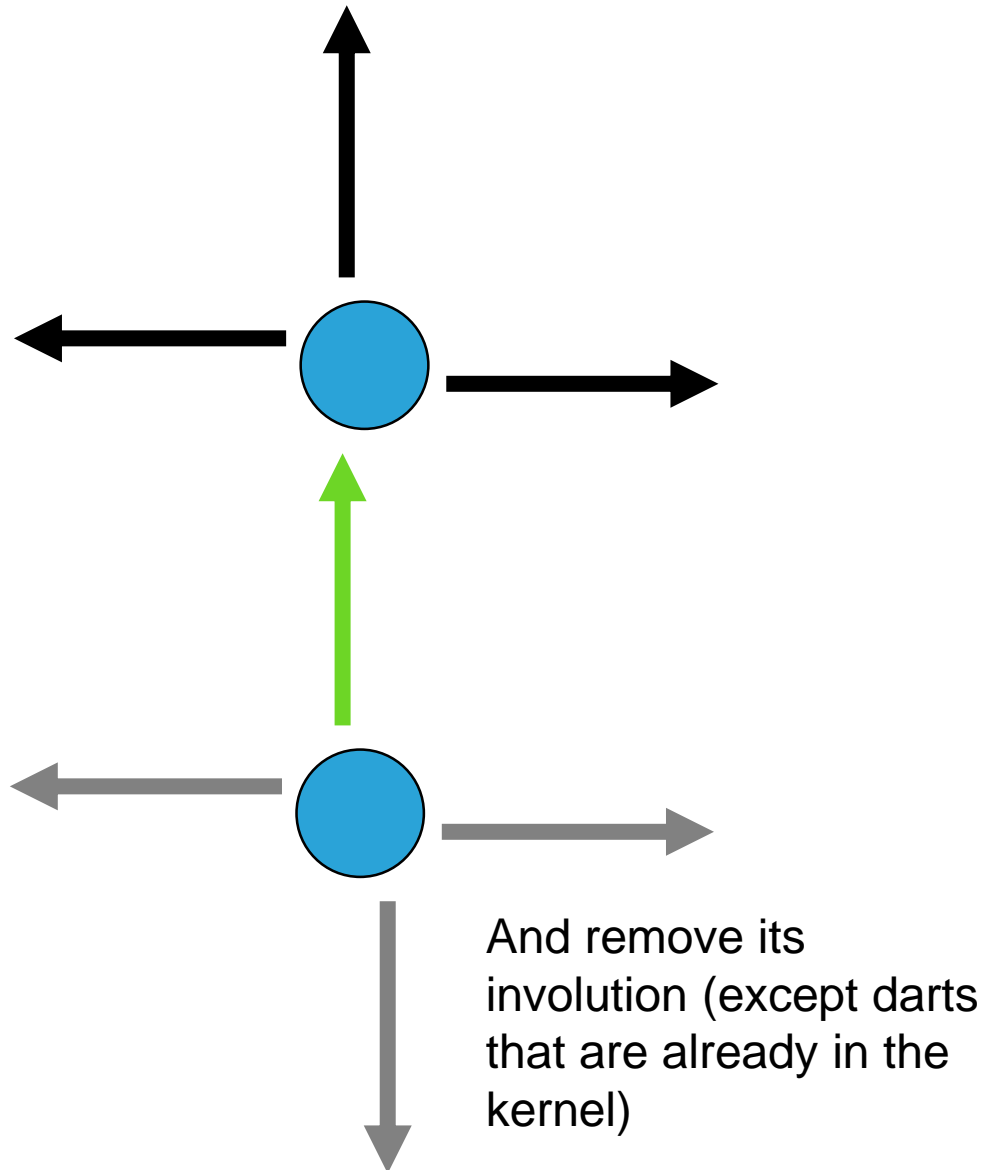 And remove its
involution (except darts
that are already in the
kernel)